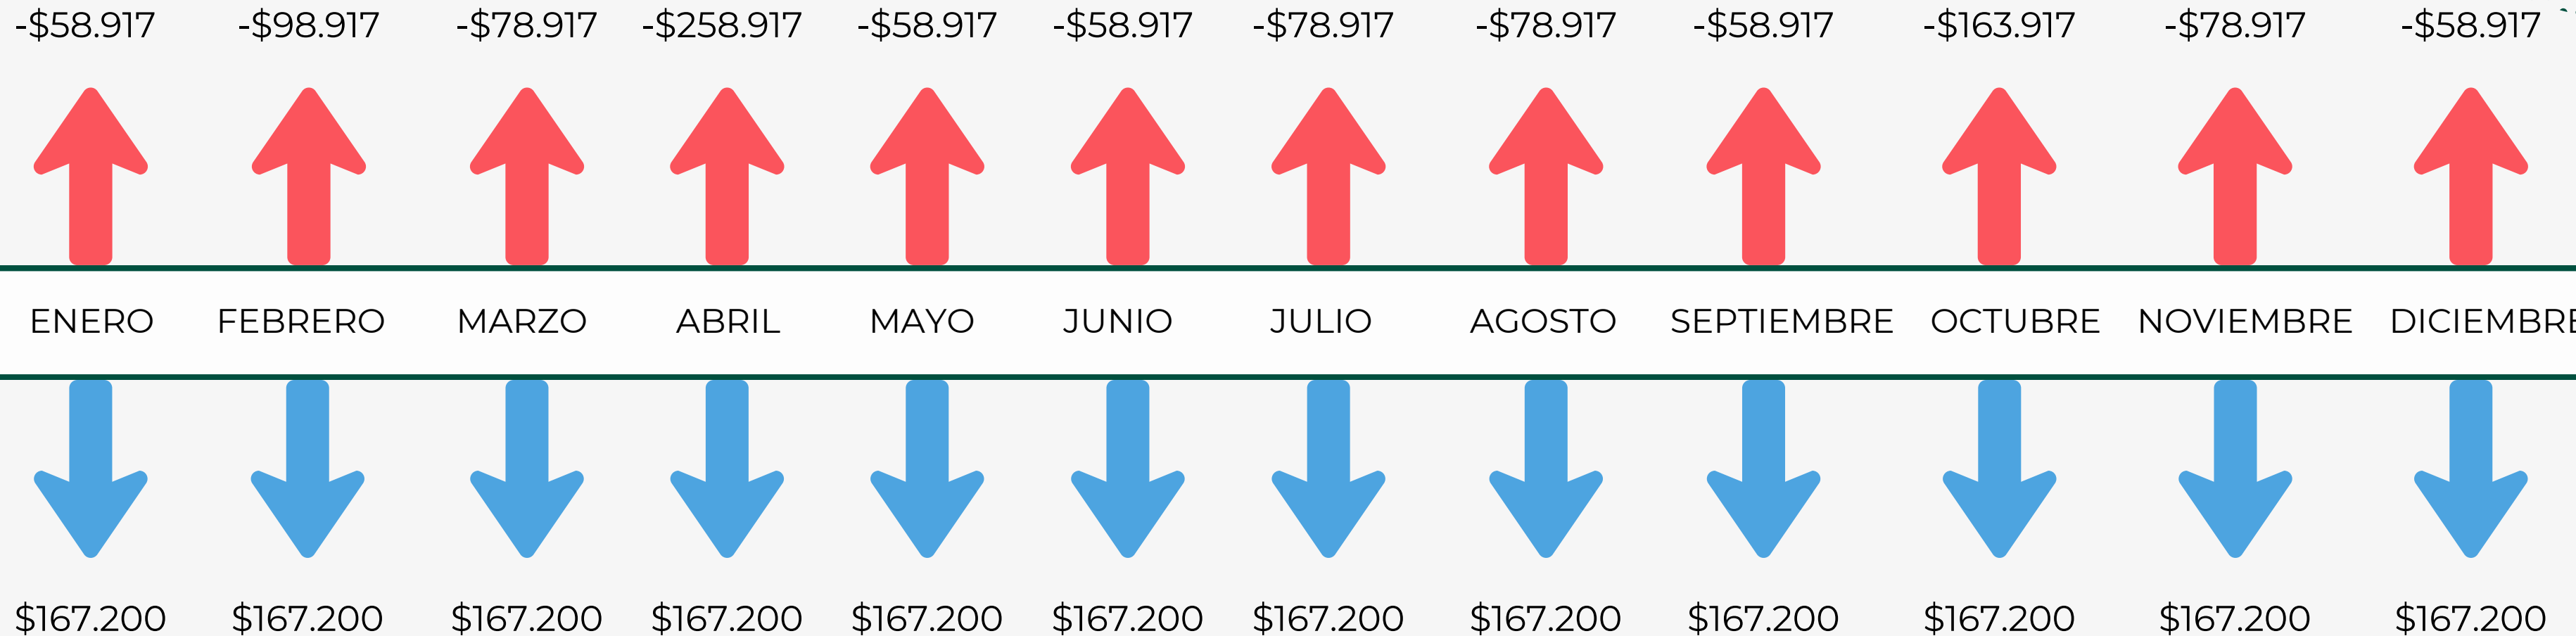 -$58.917 -$98.917 -$78.917 -$258.917 -$58.917 -$58.917 -$78.917 -$78.917 -$58.917 -$163.917 -$78.917 -$58.917
ENERO FEBRERO MARZO ABRIL MAYO JUNIO JULIO AGOSTO SEPTIEMBRE OCTUBRE NOVIEMBRE DICIEMBRE
$167.200 $167.200 $167.200 $167.200 $167.200 $167.200 $167.200 $167.200 $167.200 $167.200 $167.200 $167.200